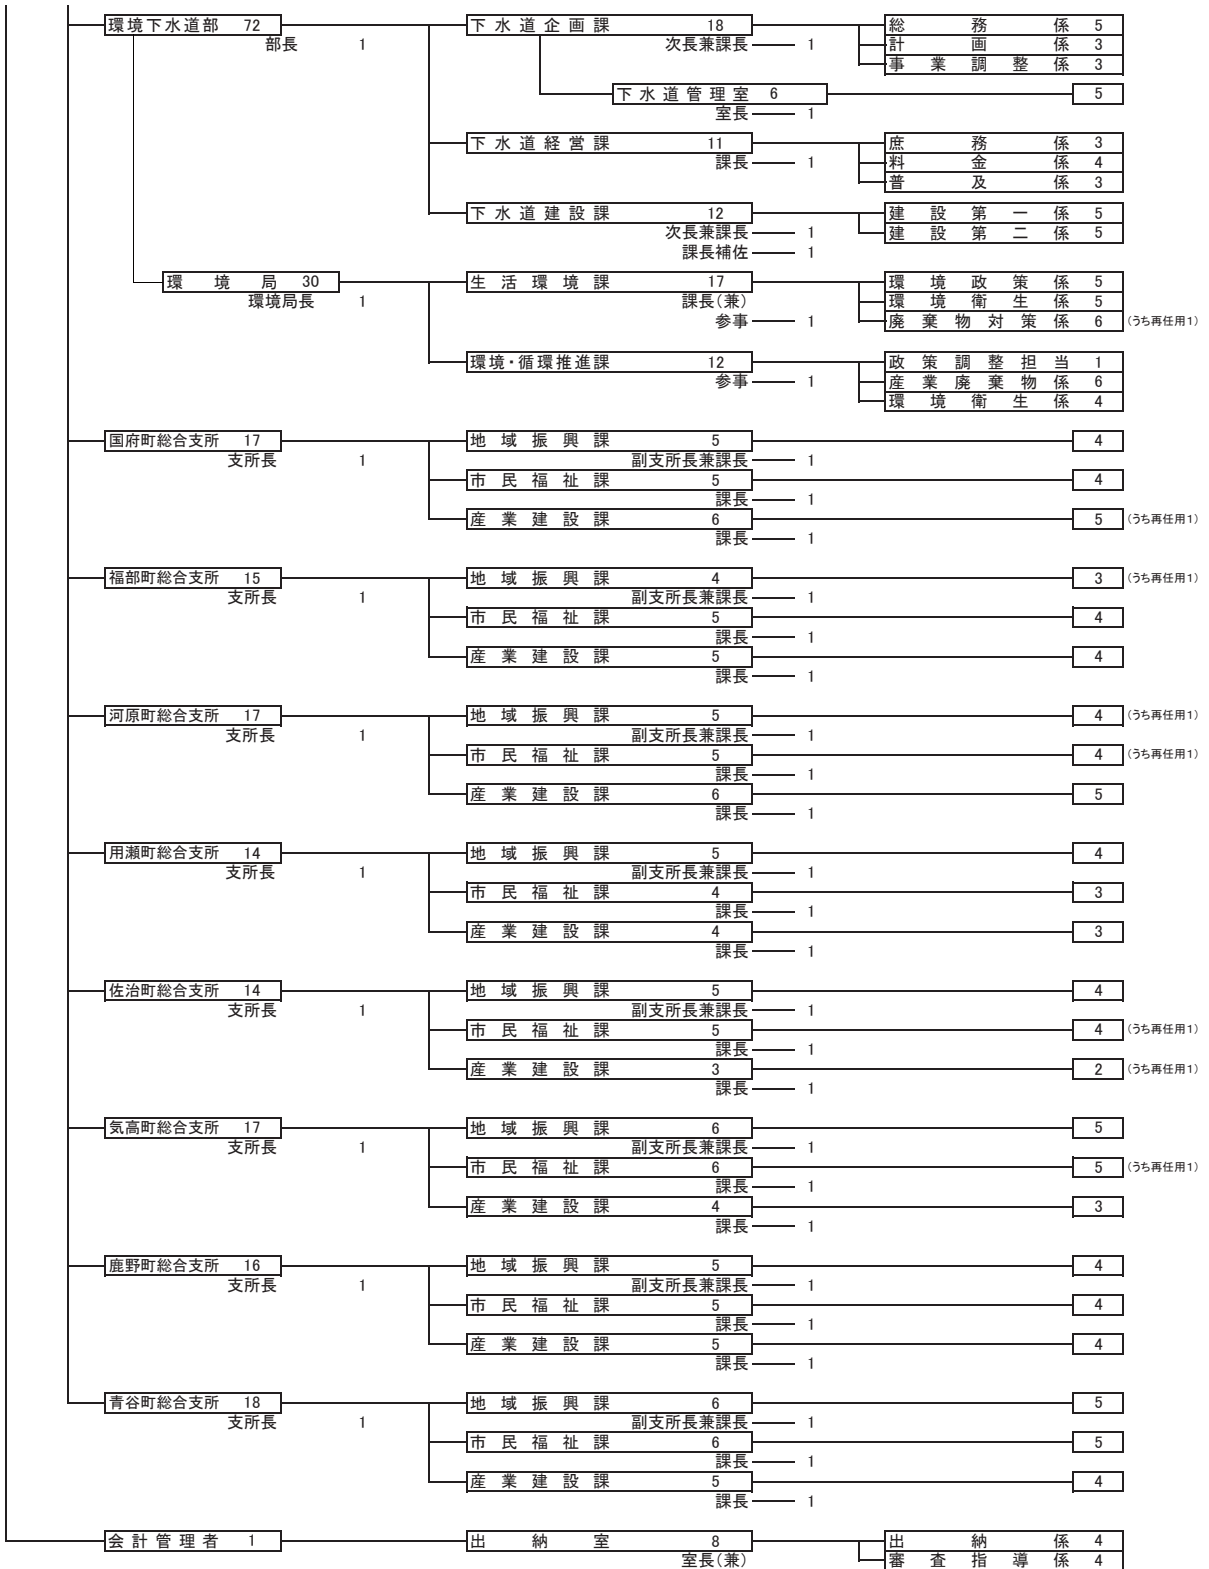 環境下水道部 72 下水道企画課 18 総務係 5
部長 1 次長兼課長 1 計画係 3
事業調整係 3
下水道管理室 6 5
室長 1
下水道経営課 11 庶務係 3
課長 1 料金係 4
普及係 3
下水道建設課 12 建設第一係 5
次長兼課長 1 建設第二係 5
課長補佐 1
環境局 30 生活環境課 17 環境政策係 5
環境局長 1 課長(兼) 環境衛生係 5
参事 1 廃棄物対策係 6 (うち再任用1)
環境・循環推進課 12 政策調整担当 1
参事 1 産業廃棄物係 6
環境衛生係 4
国府町総合支所 17 地域振興課 5 4
支所長 1 副支所長兼課長 1
市民福祉課 5 4
課長 1
産業建設課 6 5 (うち再任用1)
課長 1
福部町総合支所 15 地域振興課 4 3 (うち再任用1)
支所長 1 副支所長兼課長 1
市民福祉課 5 4
課長 1
産業建設課 5 4
課長 1
河原町総合支所 17 地域振興課 5 4 (うち再任用1)
支所長 1 副支所長兼課長 1
市民福祉課 5 4 (うち再任用1)
課長 1
産業建設課 6 5
課長 1
用瀬町総合支所 14 地域振興課 5 4
支所長 1 副支所長兼課長 1
市民福祉課 4 3
課長 1
産業建設課 4 3
課長 1
佐治町総合支所 14 地域振興課 5 4
支所長 1 副支所長兼課長 1
市民福祉課 5 4 (うち再任用1)
課長 1
産業建設課 3 2 (うち再任用1)
課長 1
気高町総合支所 17 地域振興課 6 5
支所長 1 副支所長兼課長 1
市民福祉課 6 5 (うち再任用1)
課長 1
産業建設課 4 3
課長 1
鹿野町総合支所 16 地域振興課 5 4
支所長 1 副支所長兼課長 1
市民福祉課 5 4
課長 1
産業建設課 5 4
課長 1
青谷町総合支所 18 地域振興課 6 5
支所長 1 副支所長兼課長 1
市民福祉課 6 5
課長 1
産業建設課 5 4
課長 1
会計管理者 1 出納室 8 出納係 4
室長(兼) 審査指導係 4